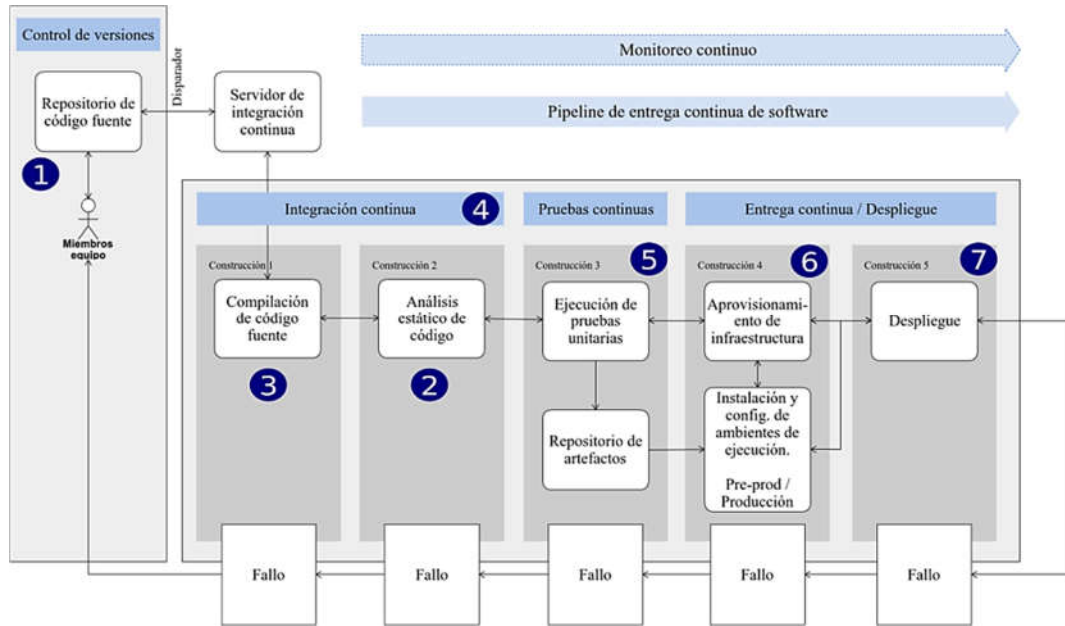 Control de versiones
Monitoreo continuo
Disparador
Repositorio de
código fuente
Servidor de
integración
continua
Pipeline de entrega continua de software
1
Miembros
equipo
Integración continua
4
Pruebas continuas
Entrega continua / Despliegue
Construcción 1
Construcción 2
Construcción 3
5
Construcción 4
6
Construcción 5
7
Compilación
de código
fuente
3
Análisis
estático de
código
2
Ejecución de
pruebas
unitarias
Aprovisionami-
ento de
infraestructura
Despliegue
Repositorio de
artefactos
Instalación y
config. de
ambientes de
ejecución.
Pre-prod /
Producción
Fallo
Fallo
Fallo
Fallo
Fallo